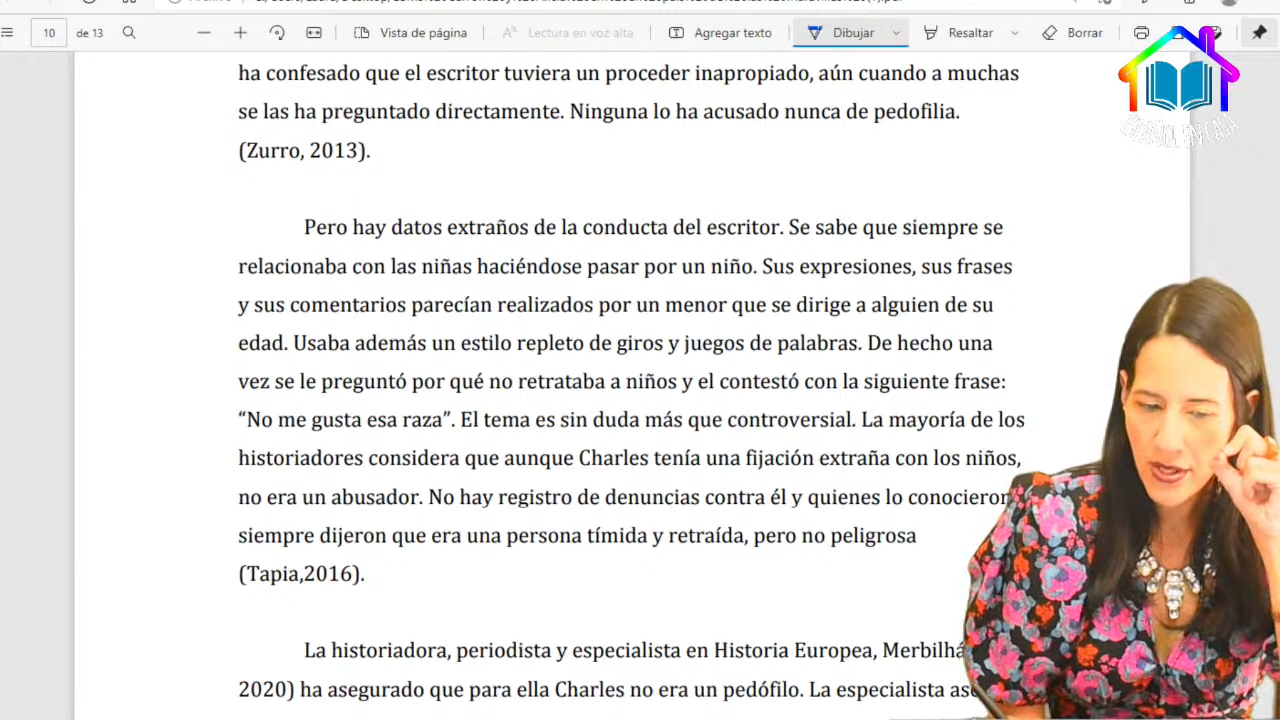 10 de 13 Vista de página Lectura en voz alta Agregar texto Dibujar Resaltar Borrar
ha confesado que el escritor tuviera un proceder inapropiado, aún cuando a muchas
se las ha preguntado directamente. Ninguna lo ha acusado nunca de pedofilia.
(Zurro, 2013).
Pero hay datos extraños de la conducta del escritor. Se sabe que siempre se
relacionaba con las niñas haciéndose pasar por un niño. Sus expresiones, sus frases
y sus comentarios parecían realizados por un menor que se dirige a alguien de su
edad. Usaba además un estilo repleto de giros y juegos de palabras. De hecho una
vez se le preguntó por qué no retrataba a niños y el contestó con la siguiente frase:
“No me gusta esa raza”. El tema es sin duda más que controversial. La mayoría de los
historiadores considera que aunque Charles tenía una fijación extraña con los niños,
no era un abusador. No hay registro de denuncias contra él y quienes lo conocieron
siempre dijeron que era una persona tímida y retraída, pero no peligrosa
(Tapia,2016).
La historiadora, periodista y especialista en Historia Europea,
2020) ha asegurado que para ella Charles no era un pedófilo. La especialista
ESPAÑOL EN CASA